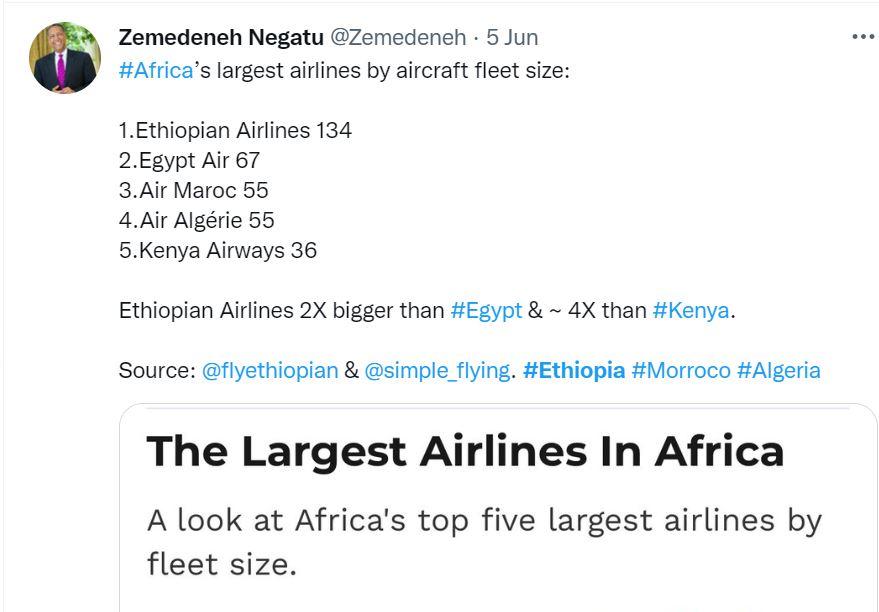 Zemedeneh Negatu @Zemedeneh · 5 Jun
#Africa's largest airlines by aircraft fleet size:
1.Ethiopian Airlines 134
2.Egypt Air 67
3.Air Maroc 55
4.Air Algérie 55
5.Kenya Airways 36
Ethiopian Airlines 2X bigger than #Egypt & ~ 4X than #Kenya.
Source: @flyethiopian & @simple_flying. #Ethiopia #Morroco #Algeria
The Largest Airlines In Africa
A look at Africa's top five largest airlines by
fleet size.